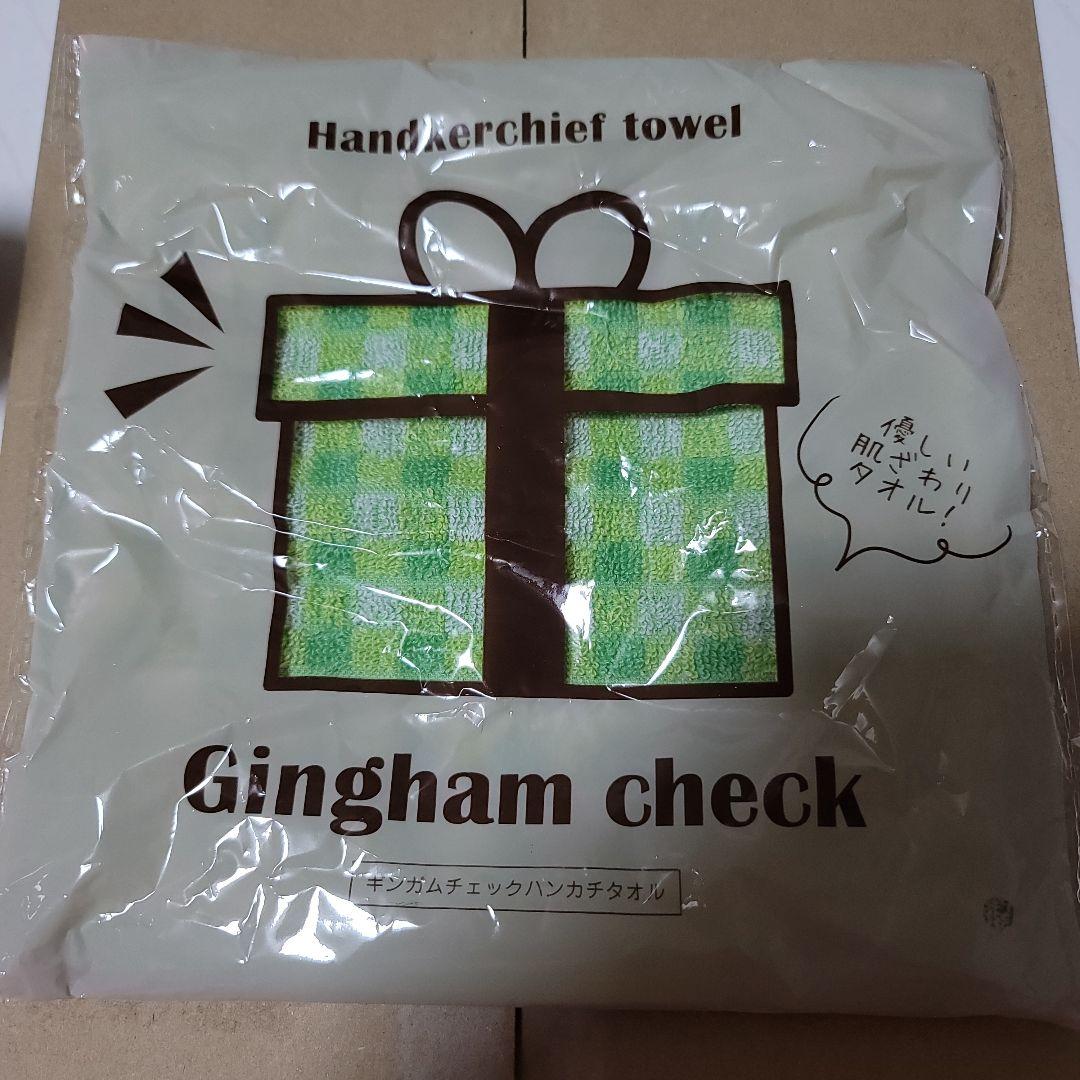 Handkerchief towel
優しい
肌ざわり
タオル!
Gingham check
ギンガムチェックハンカチタオル